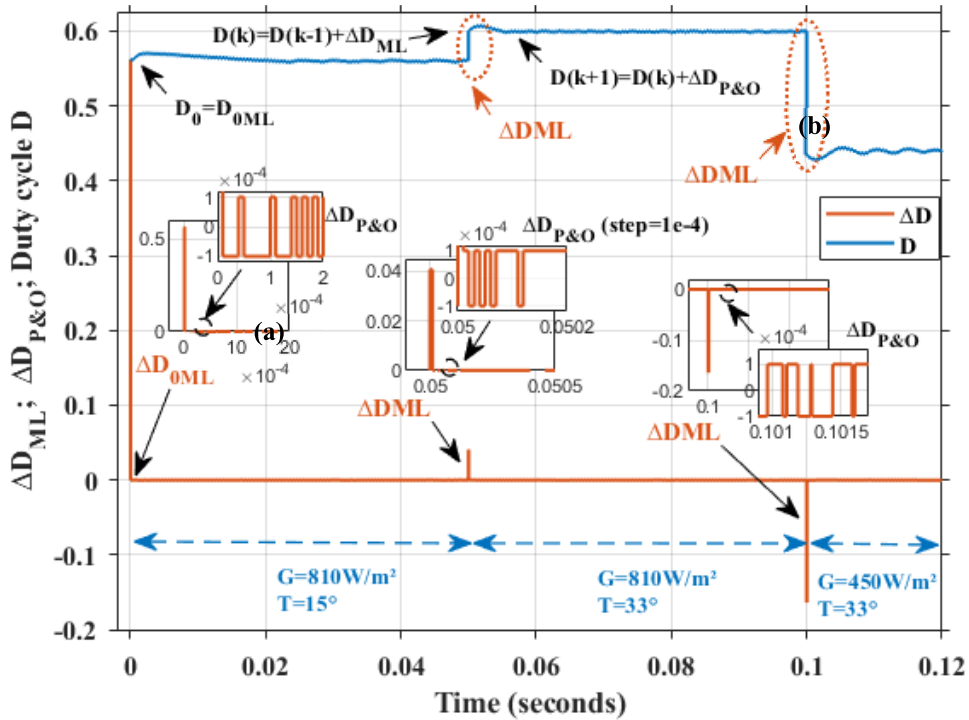 0.6
0.5
0.4
0.3
0.2
0.1
0
-0.1
-0.2
ΔD_ML; ΔD_P&O; Duty cycle D
D(k)=D(k-1)+ΔD_ML
D_0=D_0ML
D(k+1)=D(k)+ΔD_P&O
ΔDML
(b)
ΔDML
ΔD
D
×10^-4
1
0
-1
0 1 2
×10^-4
ΔD_P&O
0.5
0
0 10 20
×10^-4
(a)
ΔD_0ML
ΔD_P&O (step=1e-4)
×10^-4
1
0
-1
0.05 0.0502
0.04
0.02
0
0.05 0.0505
ΔDML
0
-0.1
-0.2
0.1
×10^-4
ΔD_P&O
1
0
-1
0.101 0.1015
ΔDML
G=810W/m²
T=15°
G=810W/m²
T=33°
G=450W/m²
T=33°
0 0.02 0.04 0.06 0.08 0.1 0.12
Time (seconds)